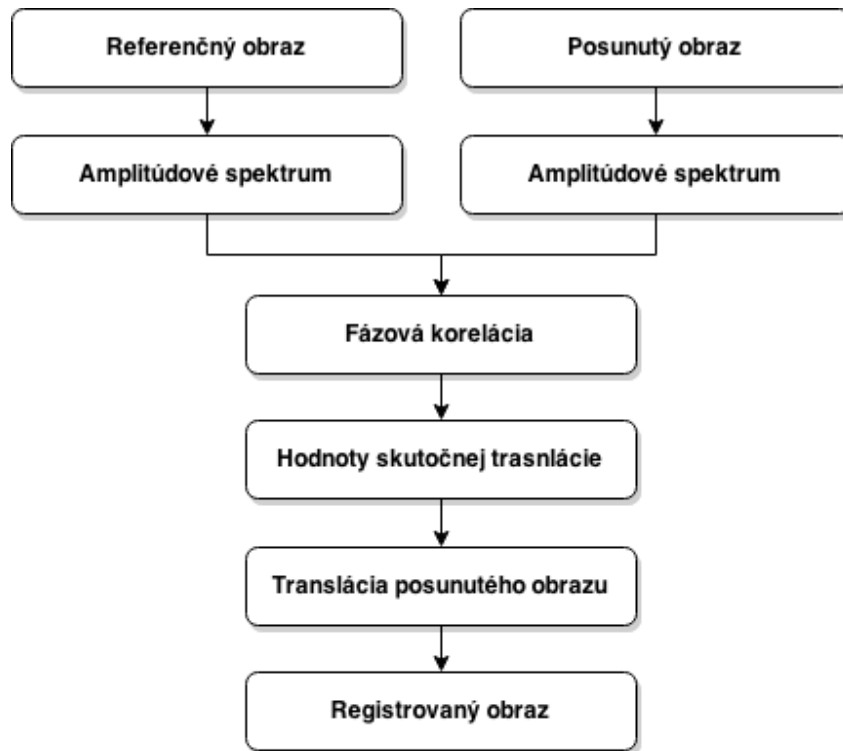 Referenčný obraz
Posunutý obraz
Amplitúdové spektrum
Amplitúdové spektrum
Fázová korelácia
Hodnoty skutočnej trasnlácie
Translácia posunutého obrazu
Registrovaný obraz